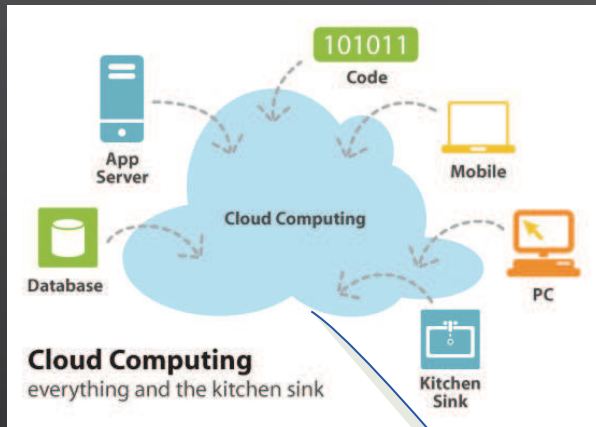 101011
Code
App
Server
Mobile
Cloud Computing
Database
PC
Kitchen
Sink
Cloud Computing
everything and the kitchen sink